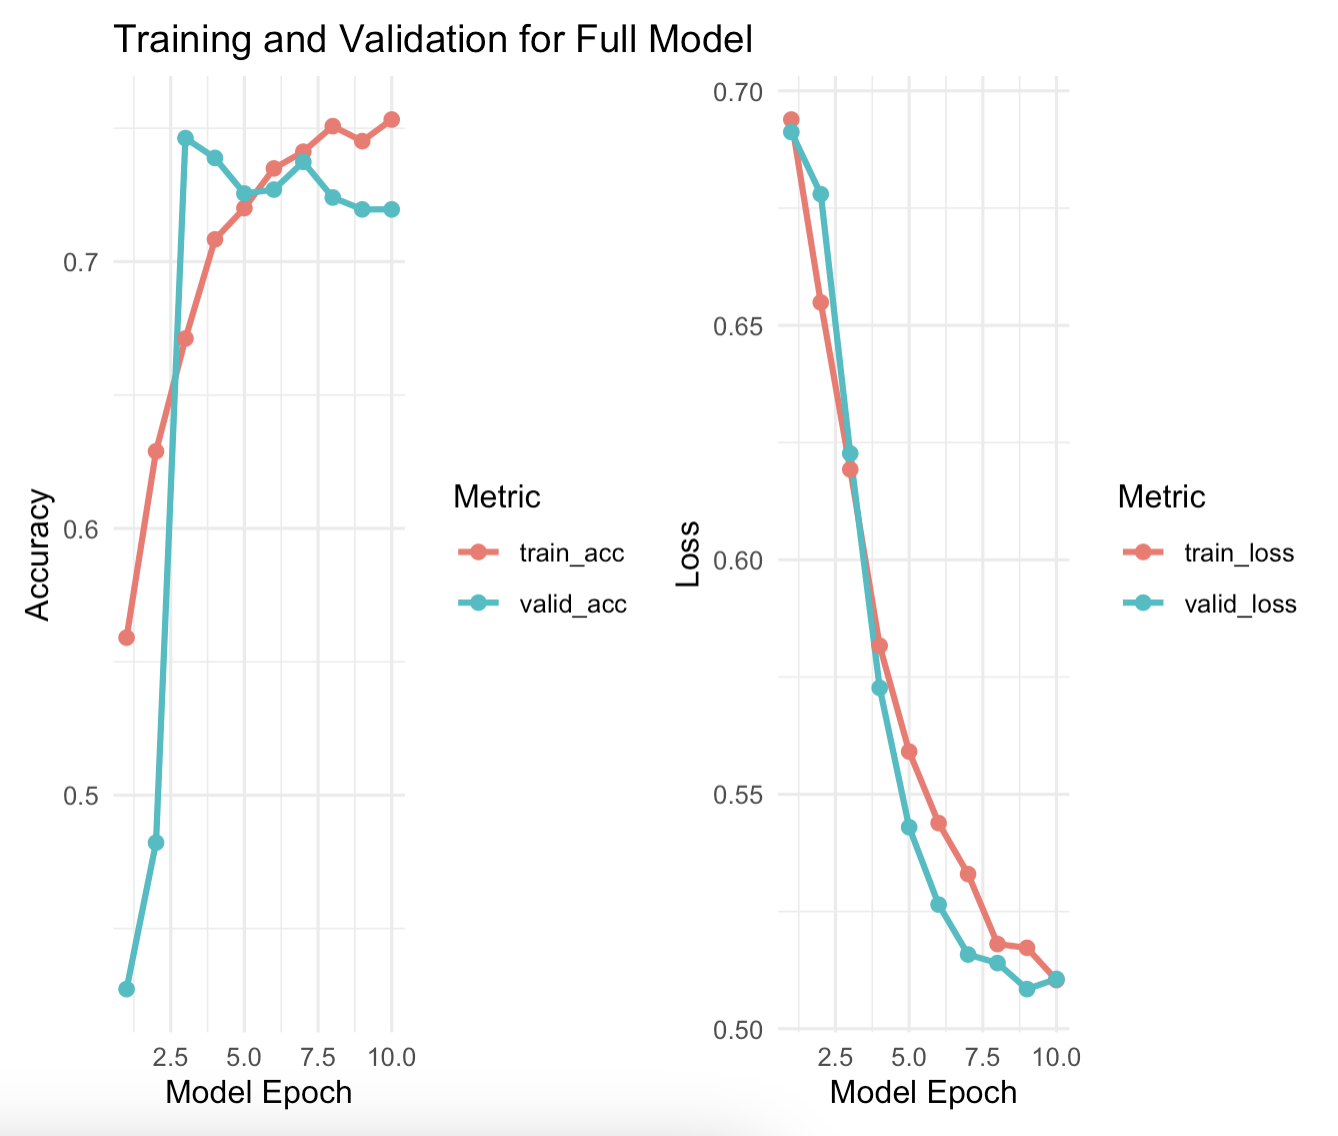 Training and Validation for Full Model
Accuracy
0.7
0.6
0.5
2.5 5.0 7.5 10.0
Model Epoch
Metric
train_acc
valid_acc
Loss
0.70
0.65
0.60
0.55
0.50
2.5 5.0 7.5 10.0
Model Epoch
Metric
train_loss
valid_loss